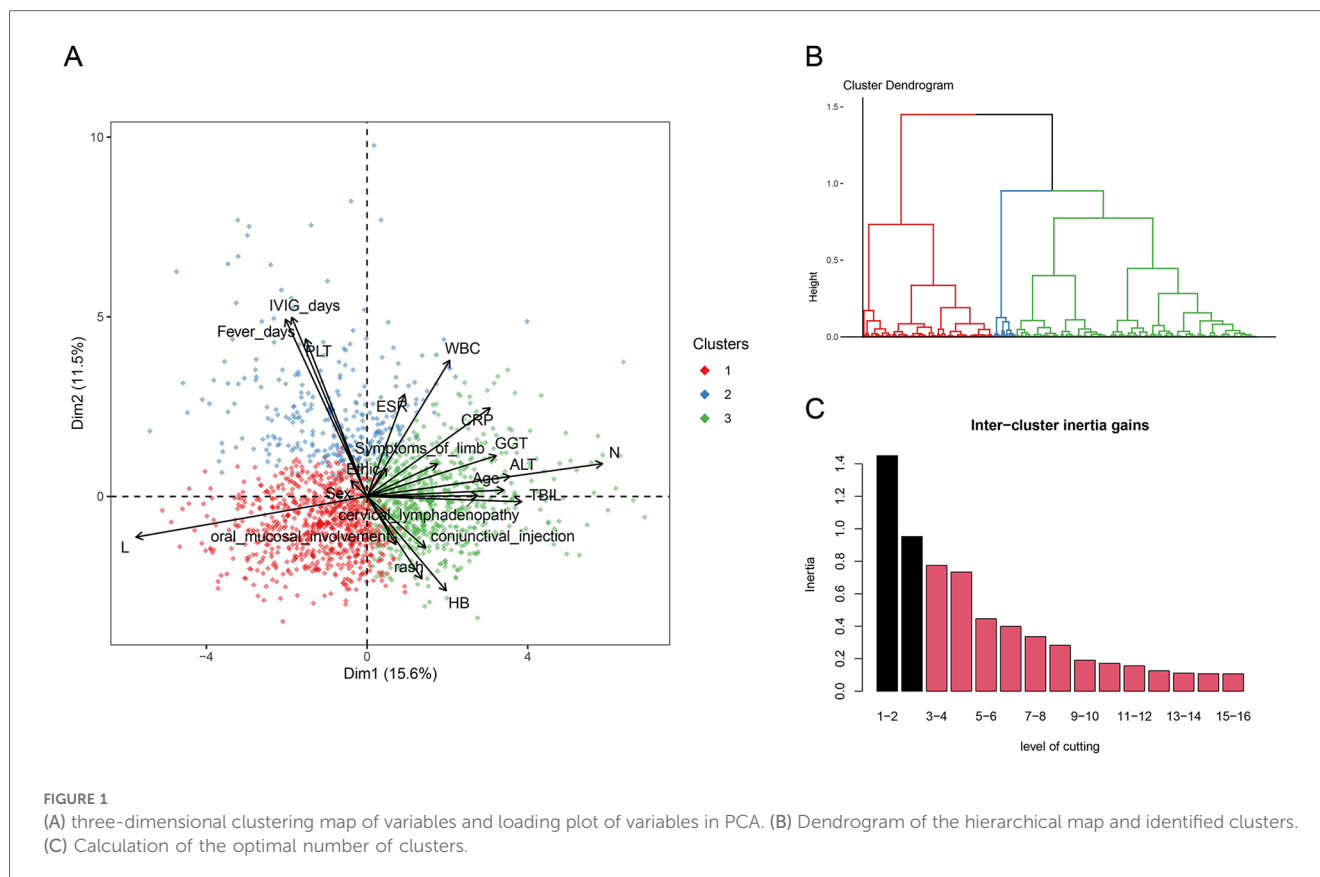 A
10
5
0
−4
0
4
Dim2 (11.5%)
Dim1 (15.6%)
IVIG_days
Fever_days
PLT
WBC
ESR
CRP
Symptoms_of_limb
GGT
N
Ethic
ALT
Age
Sex
TBIL
cervical_lymphadenopathy
L
oral_mucosal_involvement
conjunctival_injection
rash
HB
Clusters
1
2
3
B
Cluster Dendrogram
1.5
1.0
0.5
0.0
Height
C
Inter−cluster inertia gains
1.4
1.2
1.0
0.8
0.6
0.4
0.2
0.0
Inertia
1−2
3−4
5−6
7−8
9−10
11−12
13−14
15−16
level of cutting
FIGURE 1
(A) three-dimensional clustering map of variables and loading plot of variables in PCA. (B) Dendrogram of the hierarchical map and identified clusters.
(C) Calculation of the optimal number of clusters.